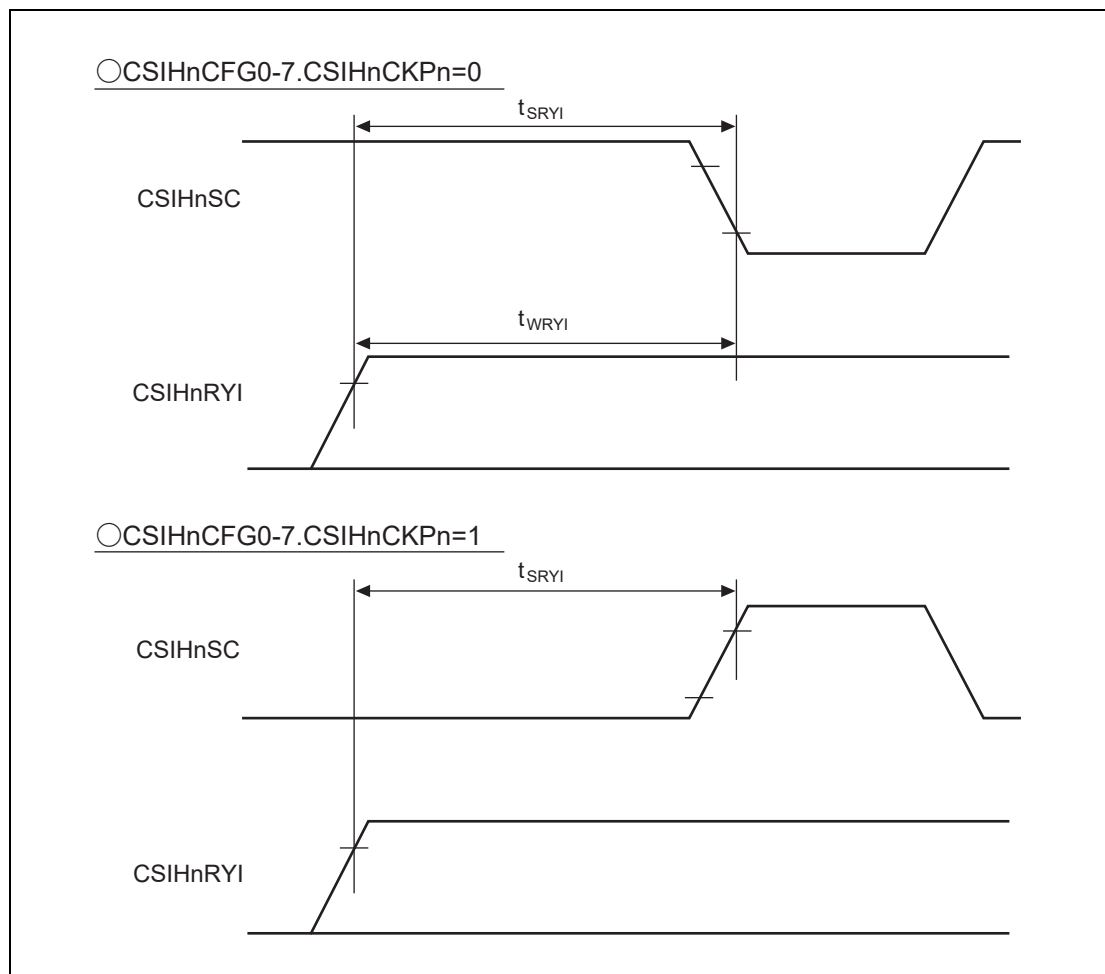 ○CSIHnCFG0-7.CSIHnCKPn=0
tSRYI
CSIHnSC
tWRYI
CSIHnRYI
○CSIHnCFG0-7.CSIHnCKPn=1
tSRYI
CSIHnSC
CSIHnRYI